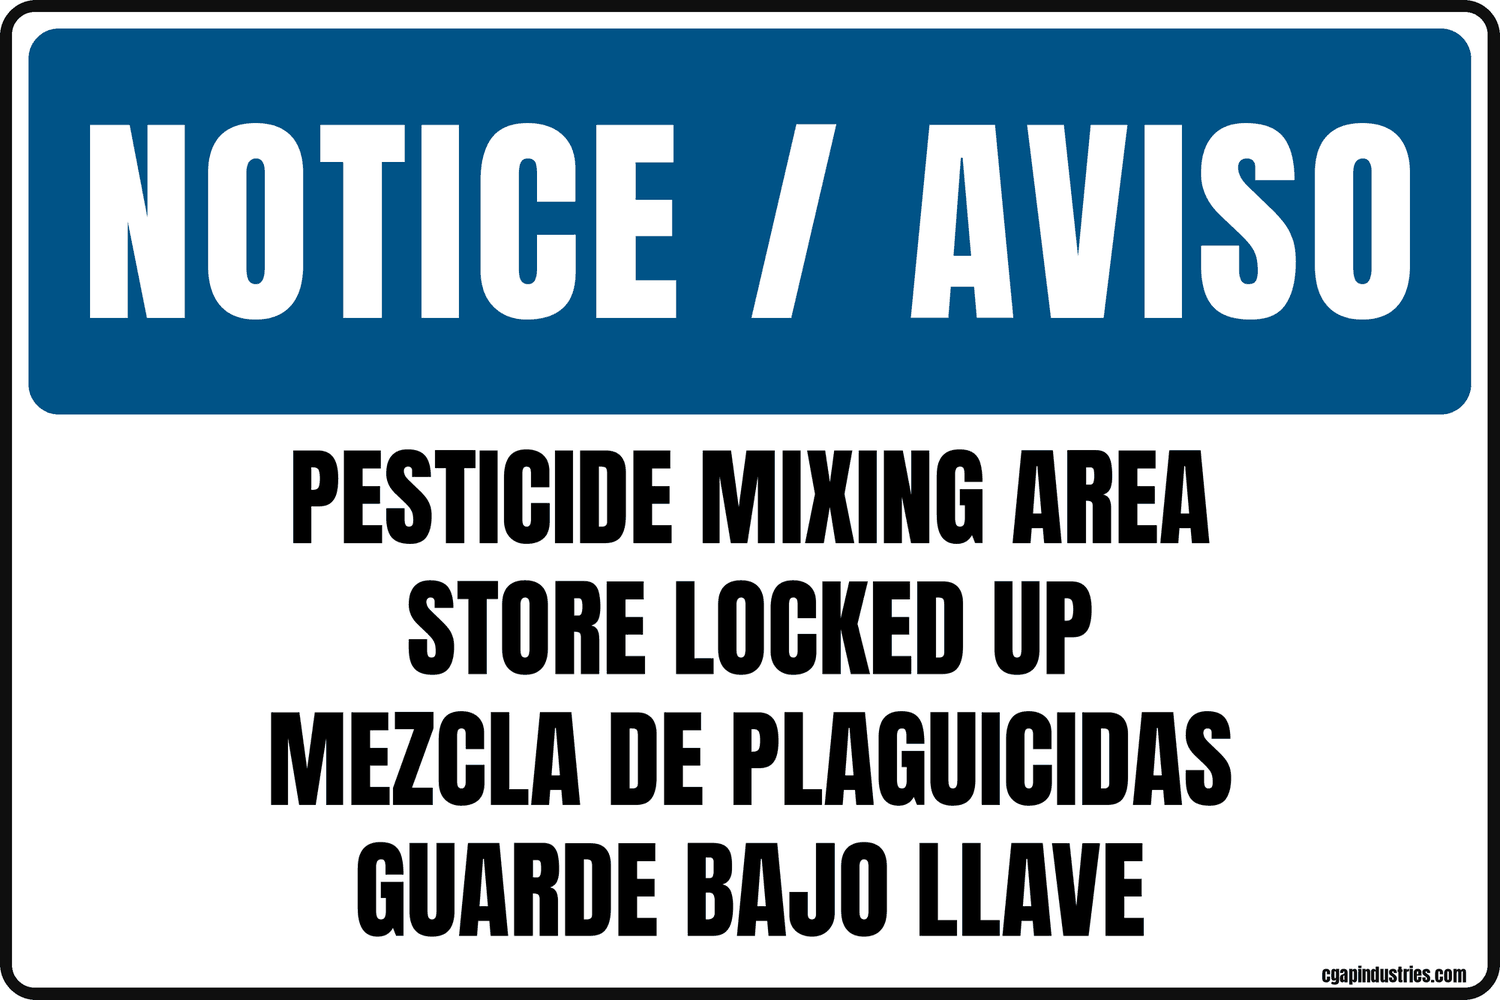 NOTICE / AVISO
PESTICIDE MIXING AREA
STORE LOCKED UP
MEZCLA DE PLAGUICIDAS
GUARDE BAJO LLAVE
cgapindustries.com